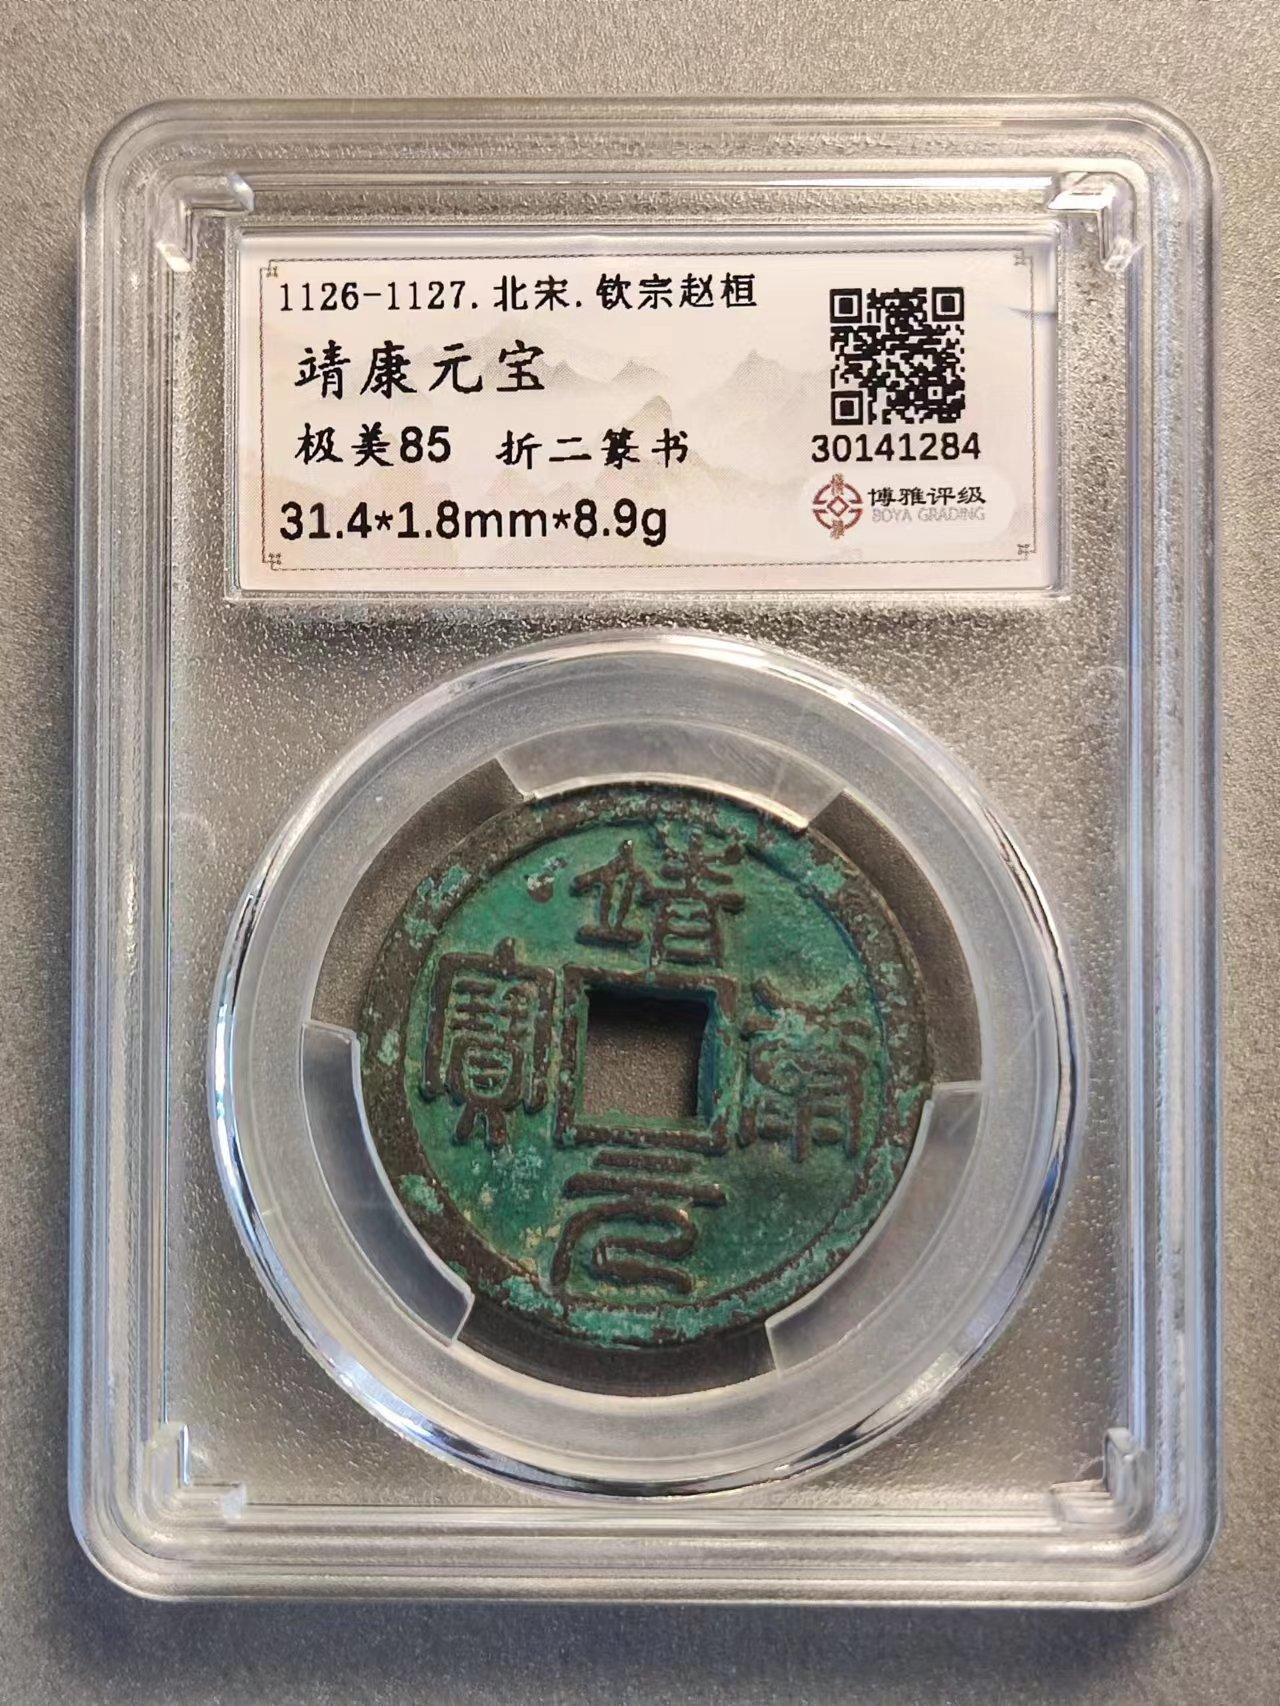 1126-1127.北宋.钦宗赵桓
靖康元宝
极美85 折二篆书
31.4*1.8mm*8.9g
30141284
博雅评级
BOYA GRADING
靖康元寶